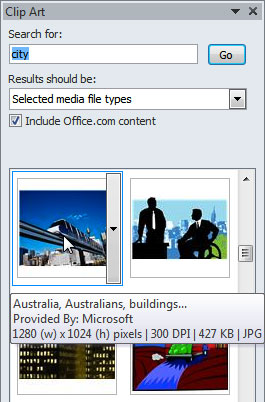 Clip Art
Search for:
city
Go
Results should be:
Selected media file types
Include Office.com content
Australia, Australians, buildings...
Provided By: Microsoft
1280 (w) x 1024 (h) pixels | 300 DPI | 427 KB | JPG